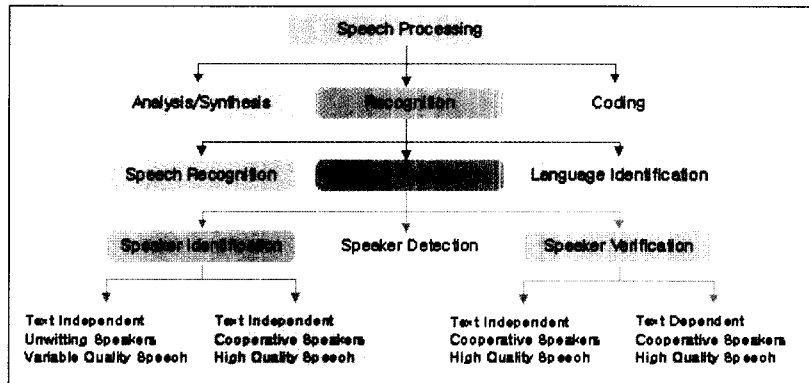 Speech Processing
Analysis/Synthesis Recognition Coding
Speech Recognition Language Identification
Speaker Identification Speaker Detection Speaker Verification
Text Independent Text Independent Text Independent Text Dependent
Unwitting Speakers Cooperative Speakers Cooperative Speakers Cooperative Speakers
Variable Quality Speech High Quality Speech High Quality Speech High Quality Speech